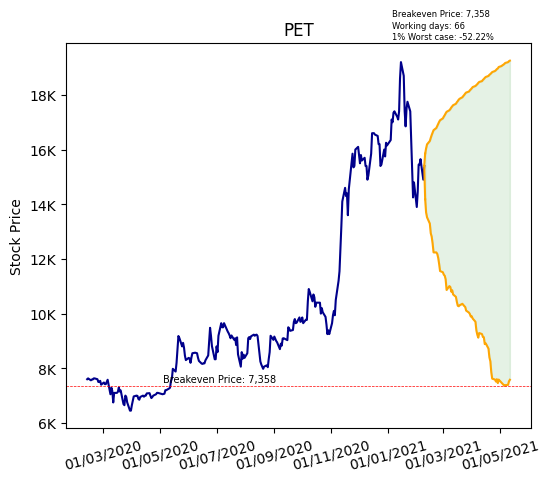 Breakeven Price: 7,358
Working days: 66
1% Worst case: -52.22%
PET
Stock Price
18K
16K
14K
12K
10K
8K
6K
Breakeven Price: 7,358
01/03/2020
01/05/2020
01/07/2020
01/09/2020
01/11/2020
01/01/2021
01/03/2021
01/05/2021